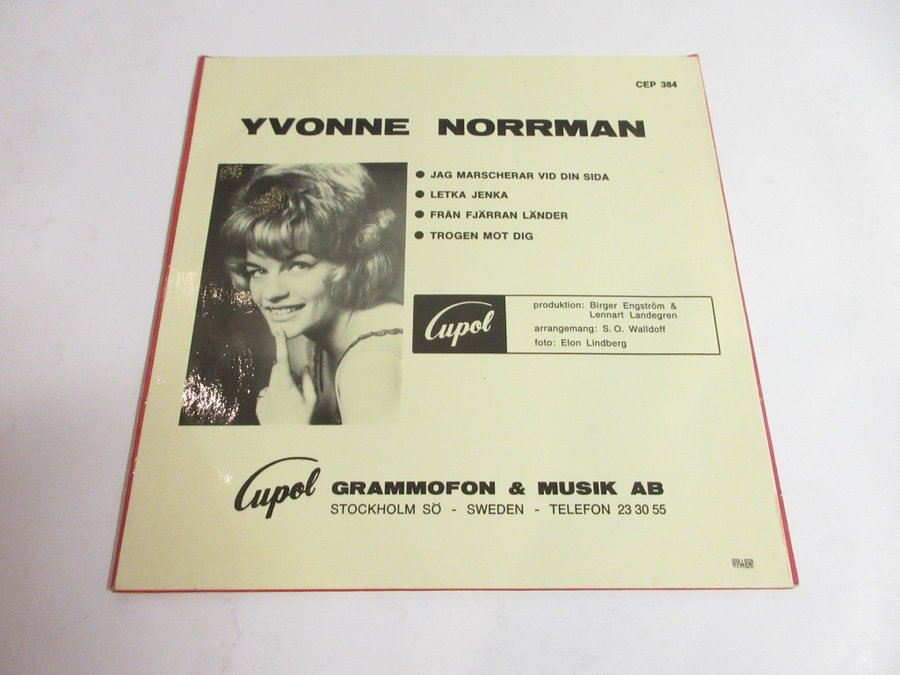 CEP 384
YVONNE NORRMAN
● JAG MARSCHERAR VID DIN SIDA
● LETKA JENKA
● FRÅN FJÄRRAN LÄNDER
● TROGEN MOT DIG
Cupol
produktion: Birger Engström &
Lennart Landegren
arrangemang: S. O. Walldoff
foto: Elon Lindberg
Cupol GRAMMOFON & MUSIK AB
STOCKHOLM SÖ - SWEDEN - TELEFON 23 30 55